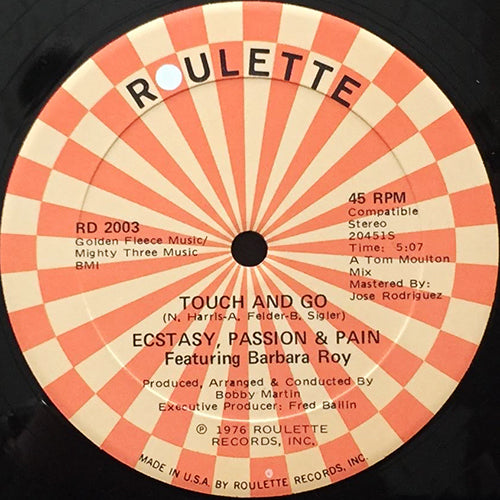 ROULETTE
RD 2003
Golden Fleece Music/
Mighty Three Music
BMI
45 RPM
Compatible
Stereo
20451S
Time: 5:07
A Tom Moulton
Mix
Mastered By:
Jose Rodriguez
TOUCH AND GO
(N. Harris-A. Felder-B. Sigler)
ECSTASY, PASSION & PAIN
Featuring Barbara Roy
Produced, Arranged & Conducted By
Bobby Martin
Executive Producer: Fred Bailin
℗ 1976 ROULETTE
RECORDS, INC.
MADE IN U.S.A. BY ROULETTE RECORDS, INC.